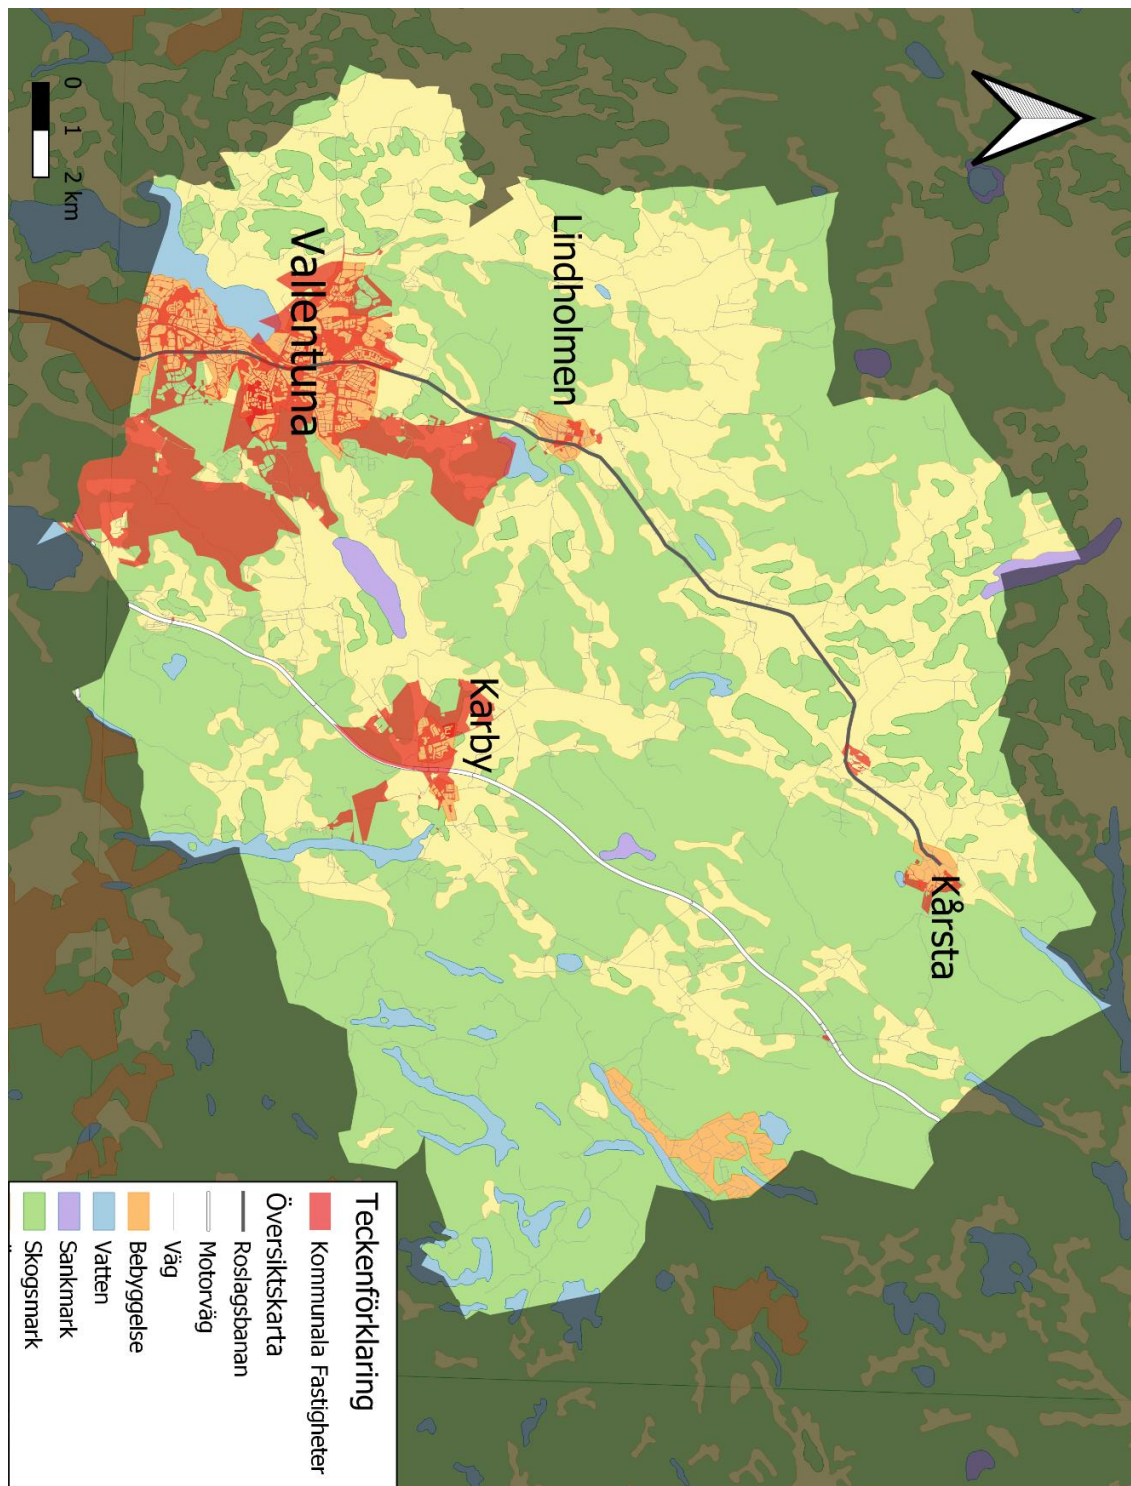 0 1 2 km
Lindholmen
Vallentuna
Karby
Kårsta
Teckenförklaring
Kommunala Fastigheter
Översiktskarta
Roslagsbanan
Motorväg
Väg
Bebyggelse
Vatten
Sankmark
Skogsmark